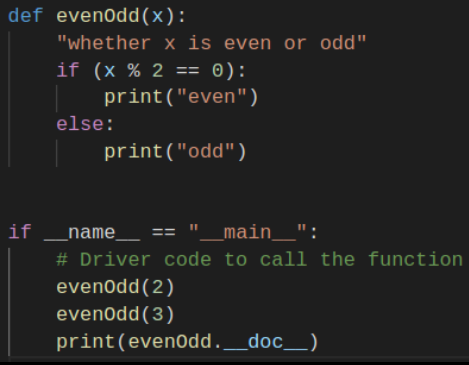 def evenOdd(x):
    "whether x is even or odd"
    if (x % 2 == 0):
        print("even")
    else:
        print("odd")

if __name__ == "__main__":
    # Driver code to call the function
    evenOdd(2)
    evenOdd(3)
    print(evenOdd.__doc__)